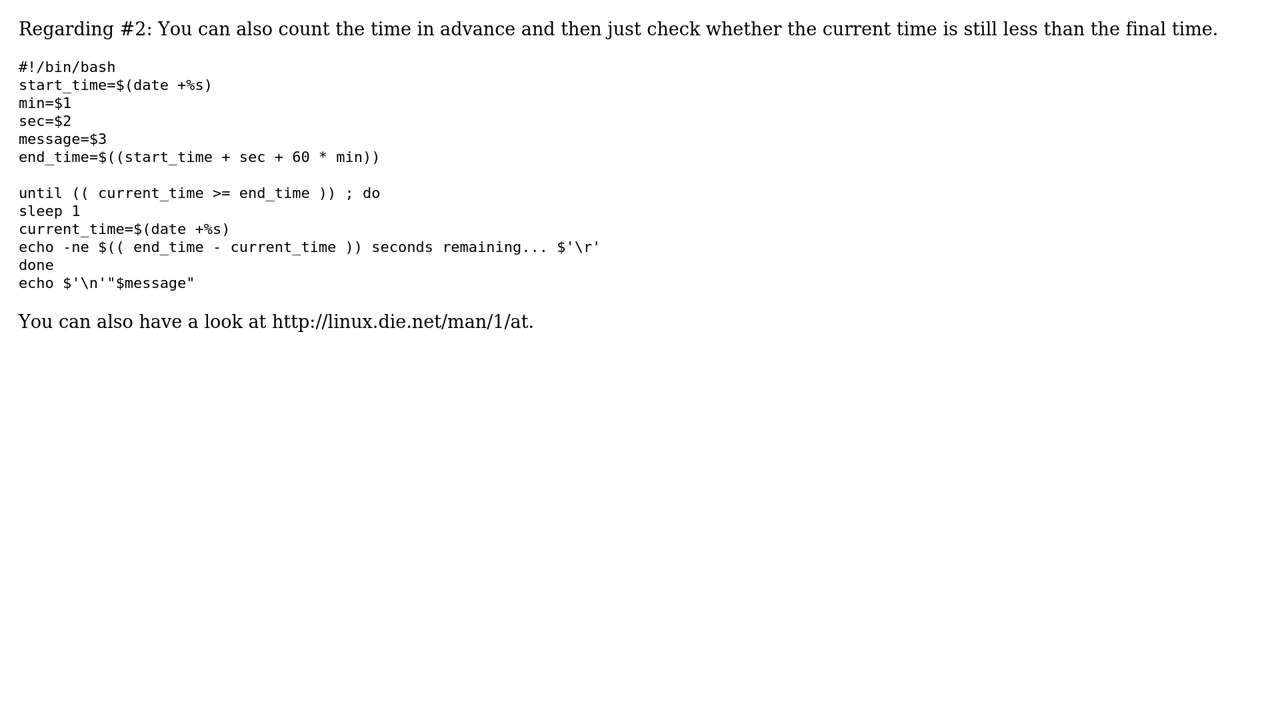 Regarding #2: You can also count the time in advance and then just check whether the current time is still less than the final time.
#!/bin/bash
start_time=$(date +%s)
min=$1
sec=$2
message=$3
end_time=$((start_time + sec + 60 * min))

until (( current_time >= end_time )) ; do
sleep 1
current_time=$(date +%s)
echo -ne $(( end_time - current_time )) seconds remaining... $'\r'
done
echo $'\n'"$message"
You can also have a look at http://linux.die.net/man/1/at.